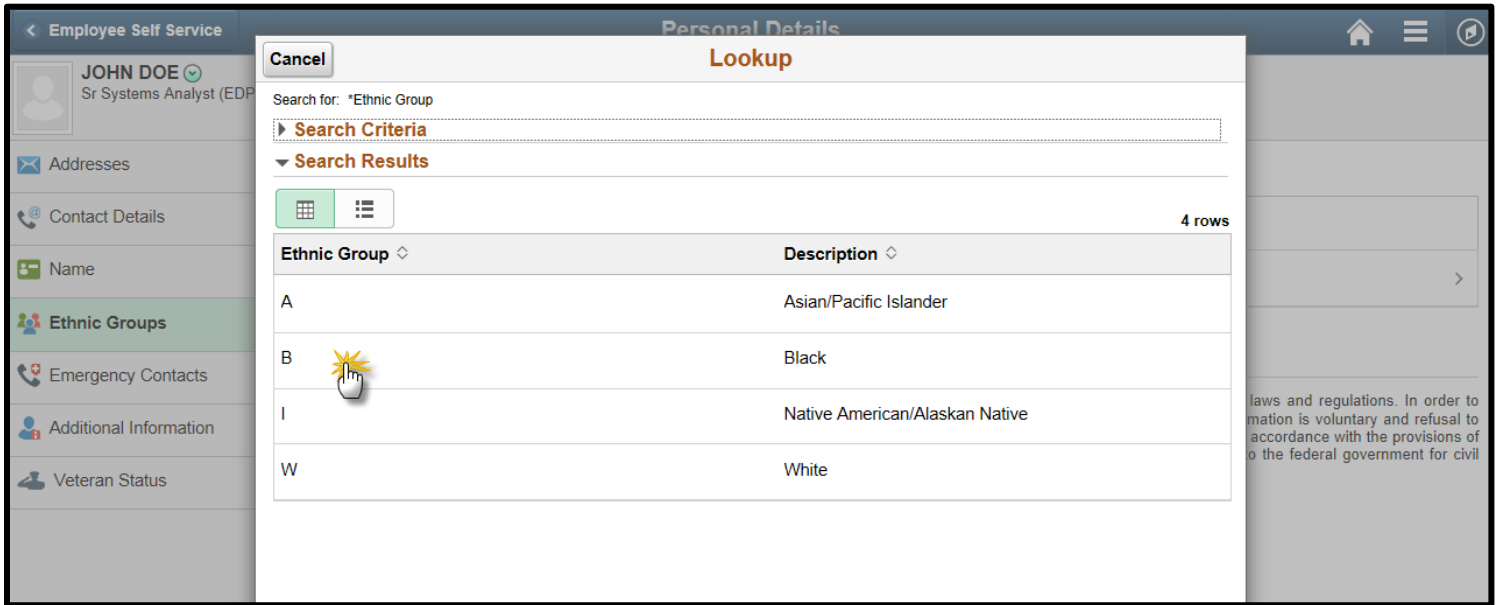 Employee Self Service
Personal Details
JOHN DOE
Sr Systems Analyst (EDP
Addresses
Contact Details
Name
Ethnic Groups
Emergency Contacts
Additional Information
Veteran Status
Cancel
Lookup
Search for: *Ethnic Group
Search Criteria
Search Results
4 rows
Ethnic Group Description
A Asian/Pacific Islander
B Black
I Native American/Alaskan Native
W White
laws and regulations. In order to
mation is voluntary and refusal to
accordance with the provisions of
o the federal government for civil